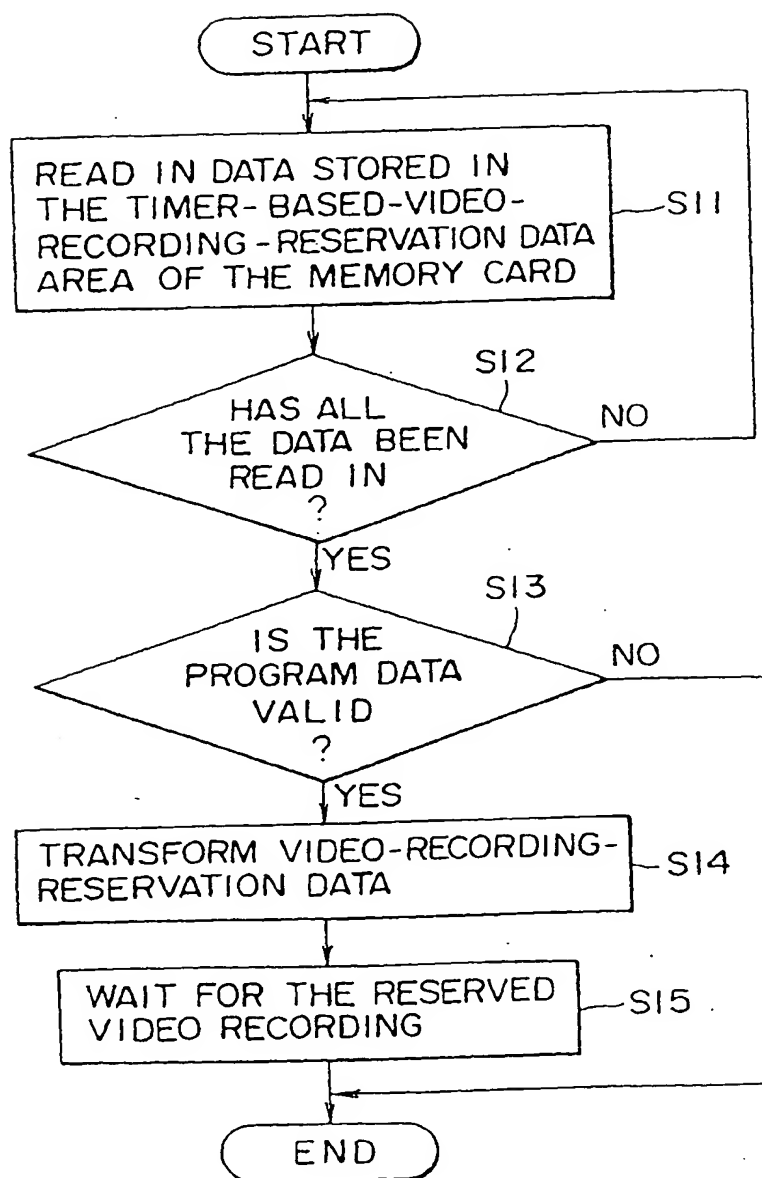 START
READ IN DATA STORED IN
THE TIMER-BASED-VIDEO-
RECORDING-RESERVATION DATA
AREA OF THE MEMORY CARD
S11
S12
HAS ALL
THE DATA BEEN
READ IN
?
NO
YES
S13
IS THE
PROGRAM DATA
VALID
?
NO
YES
TRANSFORM VIDEO-RECORDING-
RESERVATION DATA
S14
WAIT FOR THE RESERVED
VIDEO RECORDING
S15
END